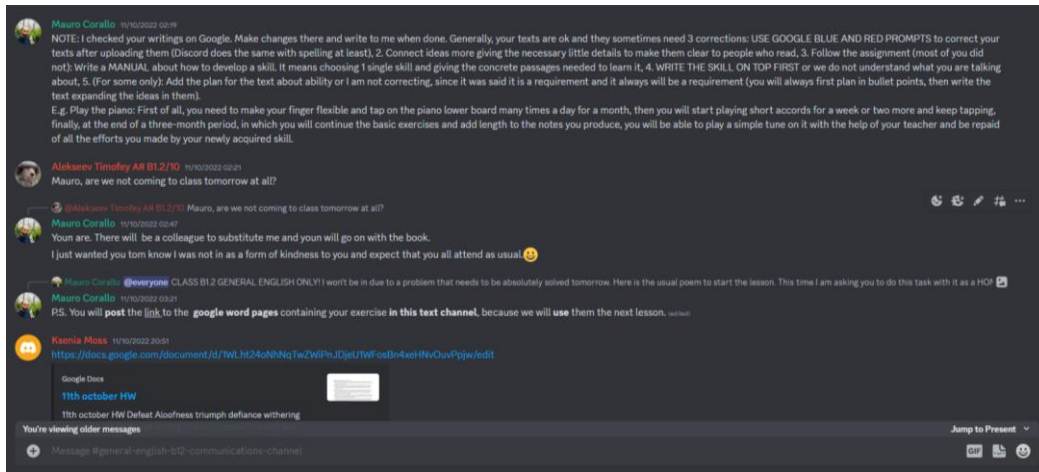 Mauro Corallo 11/10/2022 02:19
NOTE: I checked your writings on Google. Make changes there and write to me when done. Generally, your texts are ok and they sometimes need 3 corrections: USE GOOGLE BLUE AND RED PROMPTS to correct your
texts after uploading them (Discord does the same with spelling at least), 2. Connect ideas more giving the necessary little details to make them clear to people who read, 3. Follow the assignment (most of you did
not): Write a MANUAL about how to develop a skill. It means choosing 1 single skill and giving the concrete passages needed to learn it, 4. WRITE THE SKILL ON TOP FIRST or we do not understand what you are talking
about, 5. (For some only): Add the plan for the text about ability or I am not correcting, since it was said it is a requirement and it always will be a requirement (you will always first plan in bullet points, then write the
text expanding the ideas in them).
E.g. Play the piano: First of all, you need to make your finger flexible and tap on the piano lower board many times a day for a month, then you will start playing short accords for a week or two more and keep tapping,
finally, at the end of a three-month period, in which you will continue the basic exercises and add length to the notes you produce, you will be able to play a simple tune on it with the help of your teacher and be repaid
of all the efforts you made by your newly acquired skill.
Alekseev Timofey АЯ B1.2/10 11/10/2022 02:21
Mauro, are we not coming to class tomorrow at all?
@Alekseev Timofey АЯ B1.2/10 Mauro, are we not coming to class tomorrow at all?
Mauro Corallo 11/10/2022 02:47
Youn are. There will be a colleague to substitute me and youn will go on with the book.
I just wanted you tom know I was not in as a form of kindness to you and expect that you all attend as usual.
Mauro Corallo @everyone CLASS B1.2 GENERAL ENGLISH ONLY! I won't be in due to a problem that needs to be absolutely solved tomorrow. Here is the usual poem to start the lesson. This time I am asking you to do this task with it as a HO
Mauro Corallo 11/10/2022 03:21
P.S. You will post the link to the google word pages containing your exercise in this text channel, because we will use them the next lesson. (edited)
Ksenia Moss 11/10/2022 20:51
Google Docs
11th october HW
11th october HW Defeat Aloofness triumph defiance withering
You're viewing older messages
Jump to Present
Message #general-english-b12-communications-channel
GIF